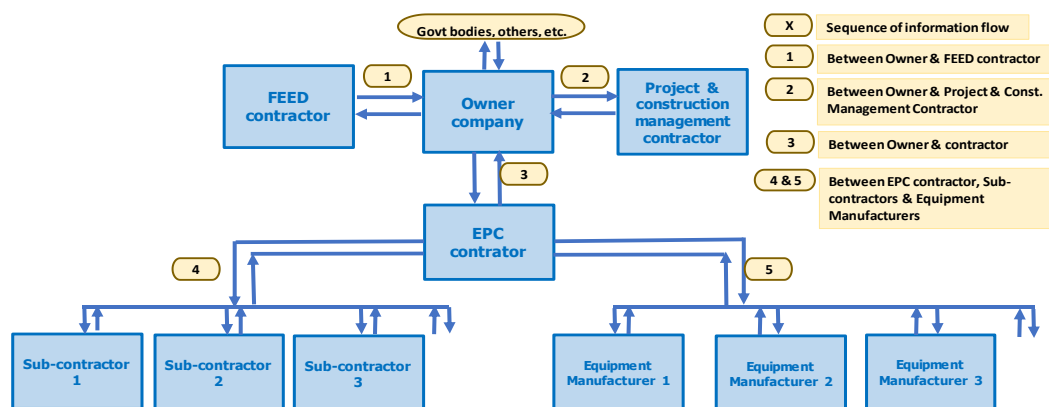 Govt bodies, others, etc.
X
Sequence of information flow
1
Between Owner & FEED contractor
2
Between Owner & Project & Const.
Management Contractor
3
Between Owner & contractor
4 & 5
Between EPC contractor, Sub-
contractors & Equipment
Manufacturers
FEED
contractor
1
Owner
company
2
Project &
construction
management
contractor
3
EPC
contrator
4
5
Sub-contractor
1
Sub-contractor
2
Sub-contractor
3
Equipment
Manufacturer 1
Equipment
Manufacturer 2
Equipment
Manufacturer 3